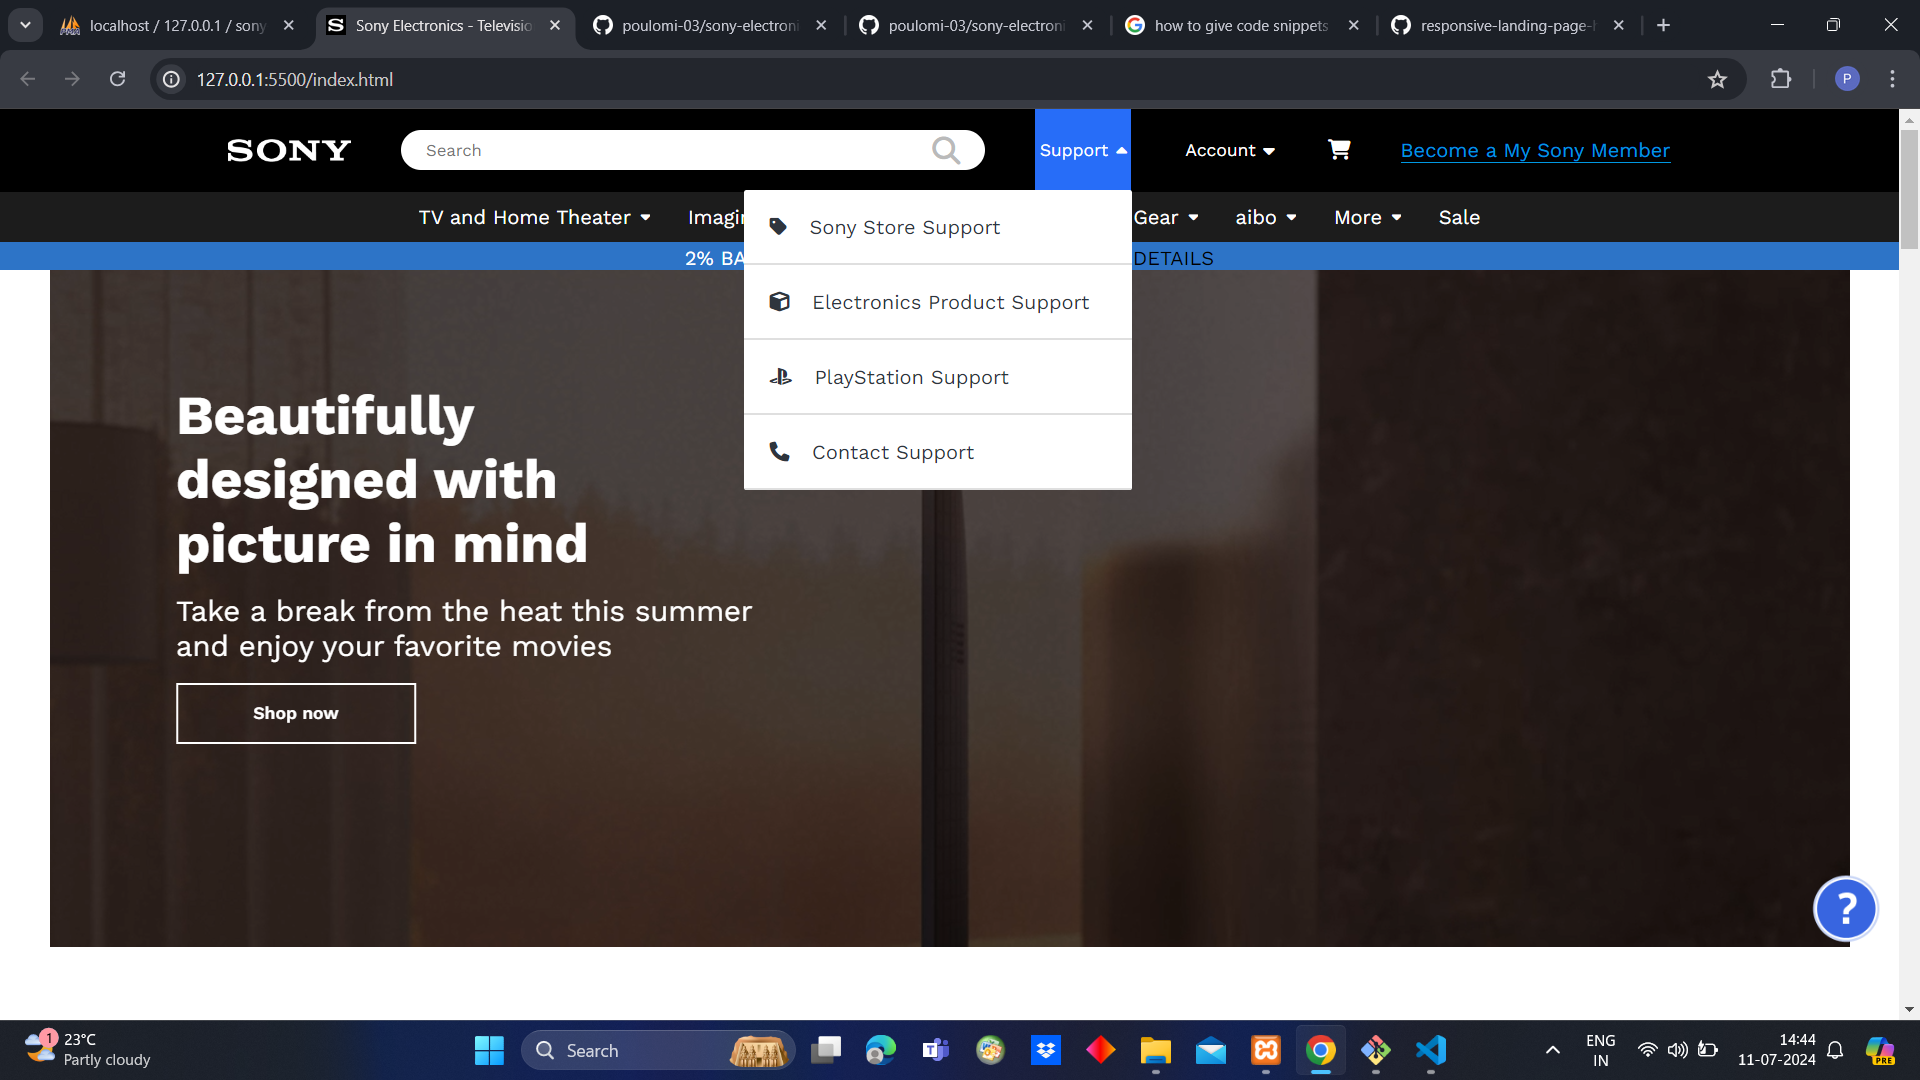 localhost / 127.0.0.1 / sony
Sony Electronics - Televisio
poulomi-03/sony-electroni
poulomi-03/sony-electroni
how to give code snippets
responsive-landing-page-h
127.0.0.1:5500/index.html
P
SONY
Search
Support
Account
Become a My Sony Member
TV and Home Theater
Imagin
Gear
aibo
More
Sale
2% BA
DETAILS
Sony Store Support
Electronics Product Support
PlayStation Support
Contact Support
Beautifully
designed with
picture in mind
Take a break from the heat this summer
and enjoy your favorite movies
Shop now
?
1
23°C
Partly cloudy
Search
ENG
IN
14:44
11-07-2024
PRE